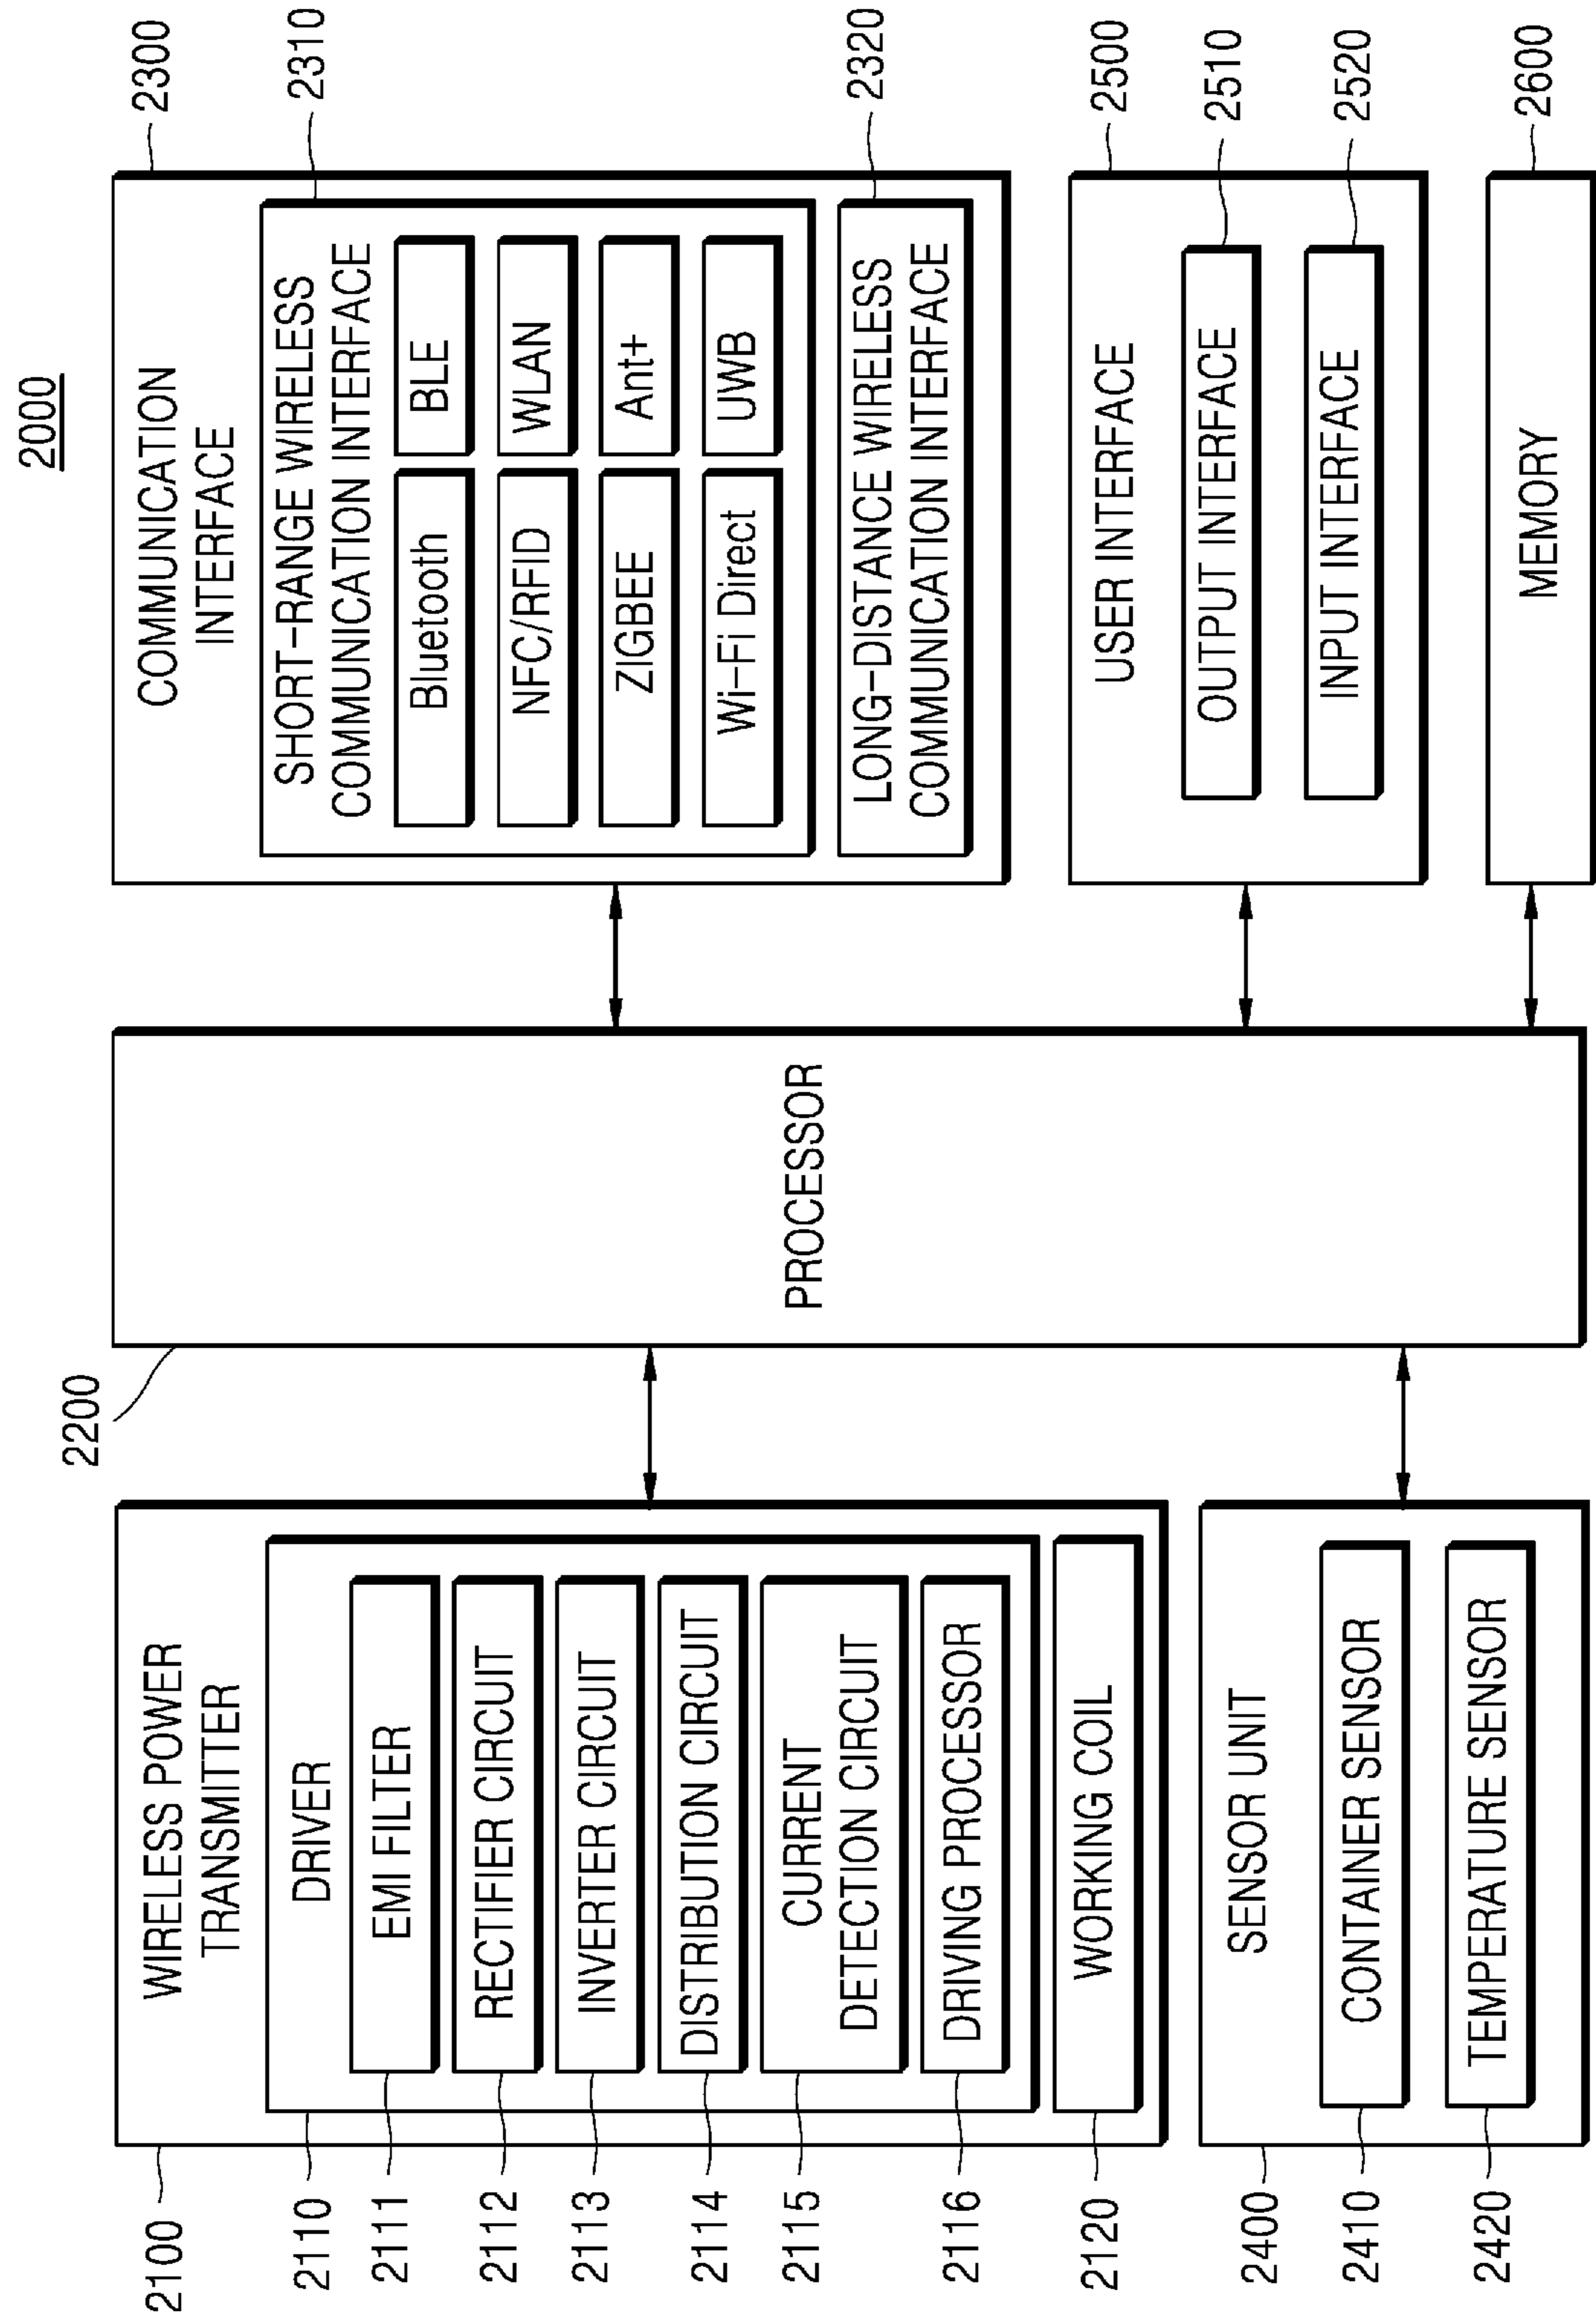 2000
2100
WIRELESS POWER
TRANSMITTER
2110
DRIVER
2111
EMI FILTER
2112
RECTIFIER CIRCUIT
2113
INVERTER CIRCUIT
2114
DISTRIBUTION CIRCUIT
2115
CURRENT
DETECTION CIRCUIT
2116
DRIVING PROCESSOR
2120
WORKING COIL
2400
SENSOR UNIT
2410
CONTAINER SENSOR
2420
TEMPERATURE SENSOR
2200
PROCESSOR
COMMUNICATION
INTERFACE
2300
SHORT-RANGE WIRELESS
COMMUNICATION INTERFACE
2310
Bluetooth
BLE
NFC/RFID
WLAN
ZIGBEE
Ant+
Wi-Fi Direct
UWB
LONG-DISTANCE WIRELESS
COMMUNICATION INTERFACE
2320
USER INTERFACE
2500
OUTPUT INTERFACE
2510
INPUT INTERFACE
2520
MEMORY
2600